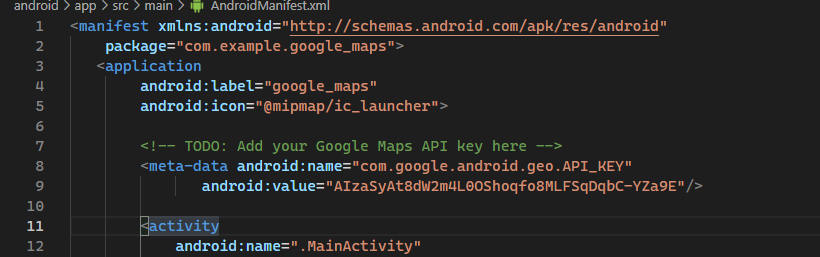 android > app > src > main > AndroidManifest.xml
1 <manifest xmlns:android="http://schemas.android.com/apk/res/android"
2 package="com.example.google_maps">
3 <application
4 android:label="google_maps"
5 android:icon="@mipmap/ic_launcher">
6
7 <!-- TODO: Add your Google Maps API key here -->
8 <meta-data android:name="com.google.android.geo.API_KEY"
9 android:value="AIzaSyAt8dW2m4L0OShoqfo8MLFSqDqbC-YZa9E"/>
10
11 <activity
12 android:name=".MainActivity"